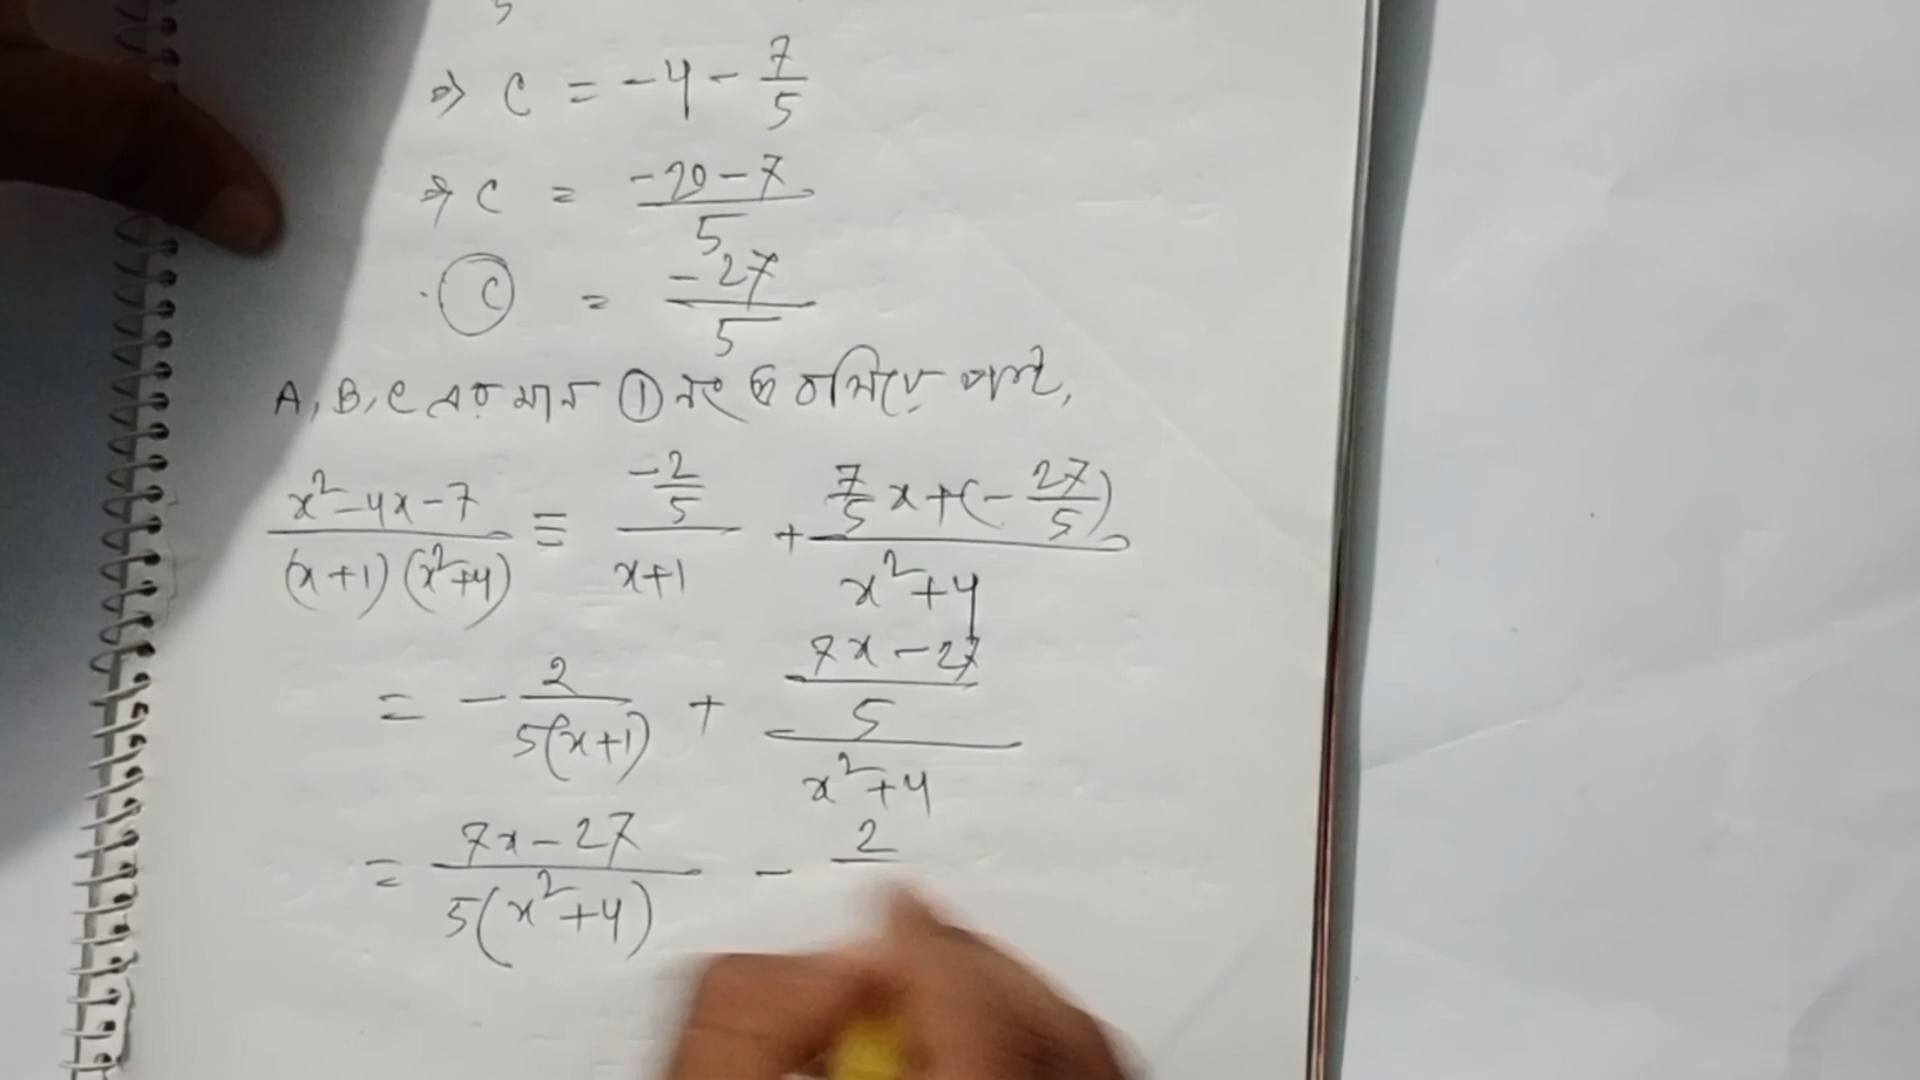 5
⇒ C = -4 - 7/5
⇒ C = (-20-7)/5
∴ C = -27/5
A, B, C এর মান ① নং এ বসিয়ে পাই,
(x²-4x-7)/((x+1)(x²+4)) ≡ (-2/5)/(x+1) + (7/5 x+(-27/5))/(x²+4)
= - 2/(5(x+1)) + ((7x-27)/5)/(x²+4)
= (7x-27)/(5(x²+4)) - 2/